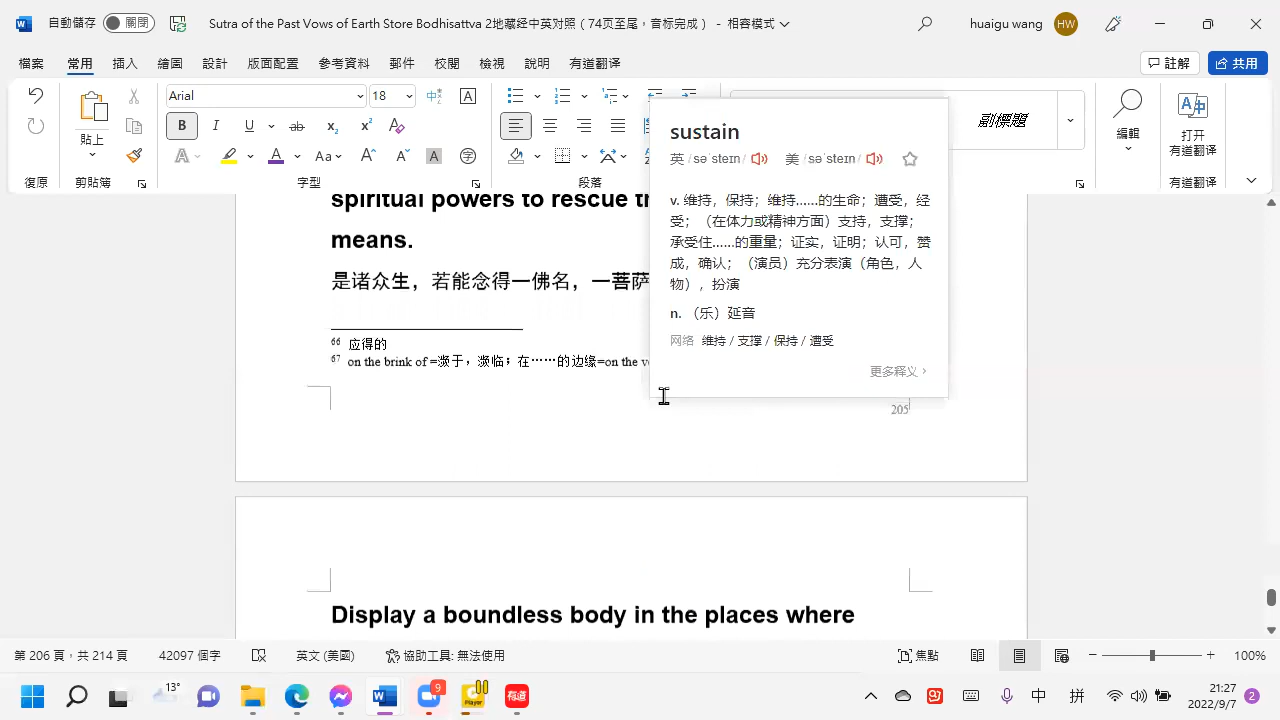 自動儲存 關閉 Sutra of the Past Vows of Earth Store Bodhisattva 2地藏经中英对照（74页至尾，音标完成） - 相容模式 huaigu wang HW
檔案 常用 插入 繪圖 設計 版面配置 參考資料 郵件 校閱 檢視 說明 有道翻译 註解 共用
Arial 18
副標題
貼上
編輯
打开
有道翻译
復原 剪貼簿 字型 段落 有道翻译
sustain
英 / səˈsteɪn / 美 / səˈsteɪn /
v. 维持，保持；维持……的生命；遭受，经
受；（在体力或精神方面）支持，支撑；
承受住……的重量；证实，证明；认可，赞
成，确认；（演员）充分表演（角色，人
物），扮演
n. （乐）延音
网络 维持 / 支撑 / 保持 / 遭受
更多释义
spiritual powers to rescue
means.
是诸众生，若能念得一佛名，一菩萨
66 应得的
67 on the brink of =濒于，濒临；在……的边缘=on the
205
Display a boundless body in the places where
第 206 頁，共 214 頁 42097 個字 英文 (美國) 協助工具: 無法使用 焦點 100%
13° 9 Player 有道 中 拼 21:27
2022/9/7 2